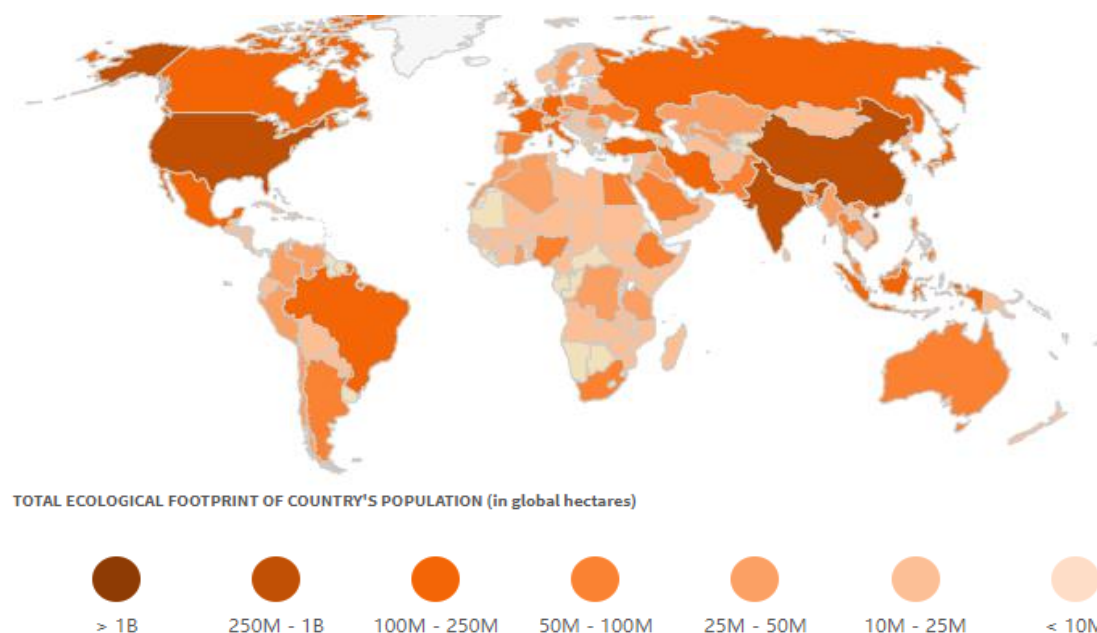 TOTAL ECOLOGICAL FOOTPRINT OF COUNTRY'S POPULATION (in global hectares)
> 1B 250M - 1B 100M - 250M 50M - 100M 25M - 50M 10M - 25M < 10M